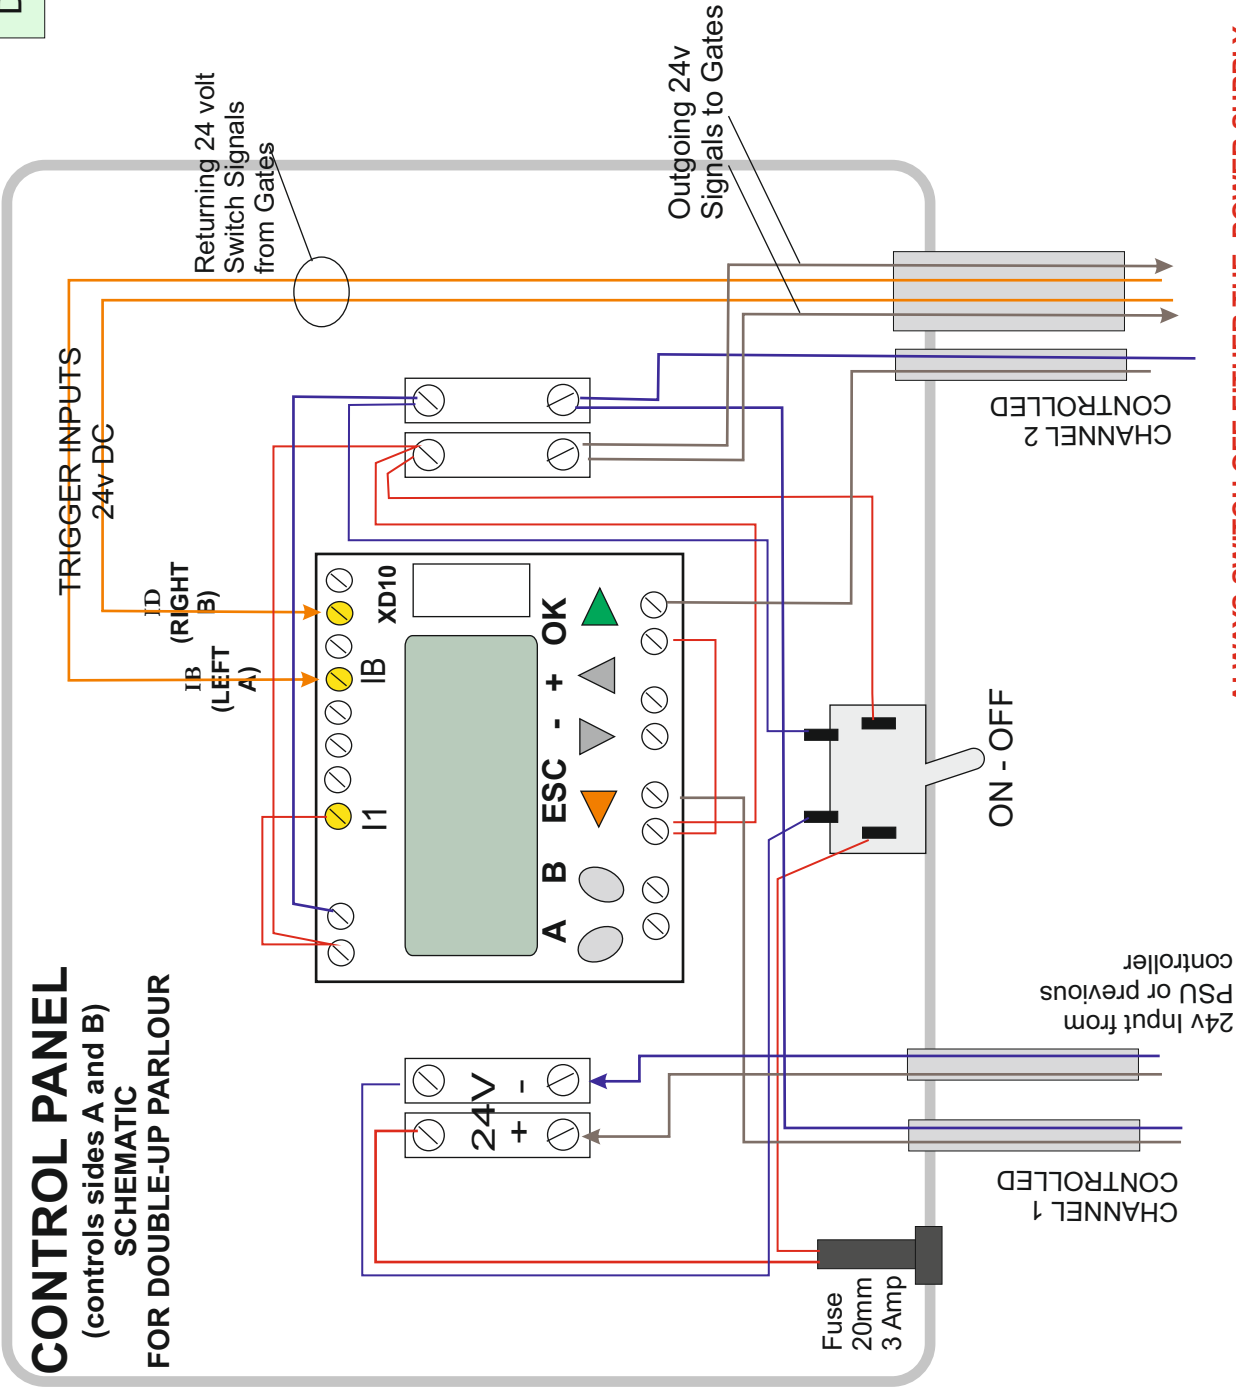 CONTROL PANEL
(controls sides A and B)
SCHEMATIC
FOR DOUBLE-UP PARLOUR
TRIGGER INPUTS
24v DC
Returning 24 volt
Switch Signals
from Gates
Outgoing 24v
Signals to Gates
IB
(LEFT
A)
ID
(RIGHT
B)
I1
IB
XD10
A B ESC - + OK
24V
+ -
ON - OFF
Fuse
20mm
3 Amp
CHANNEL 1
CONTROLLED
24v Input from
PSU or previous
controller
CHANNEL 2
CONTROLLED